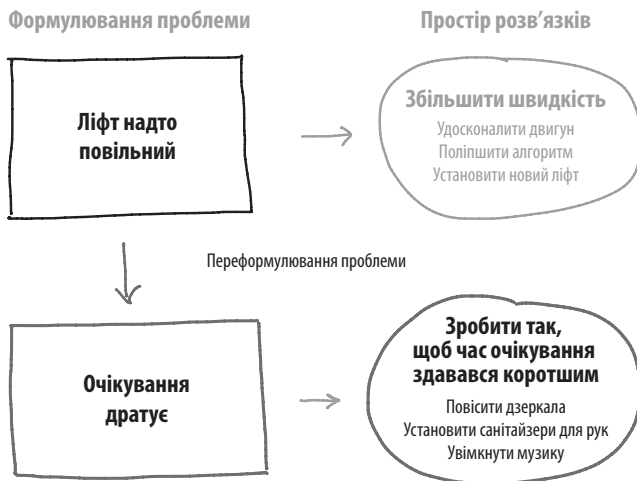 Формулювання проблеми
Простір розв’язків
Ліфт надто
повільний
Збільшити швидкість
Удосконалити двигун
Поліпшити алгоритм
Установити новий ліфт
Переформулювання проблеми
Очікування
дратує
Зробити так,
щоб час очікування
здавався коротшим
Повісити дзеркала
Установити санітайзери для рук
Увімкнути музику